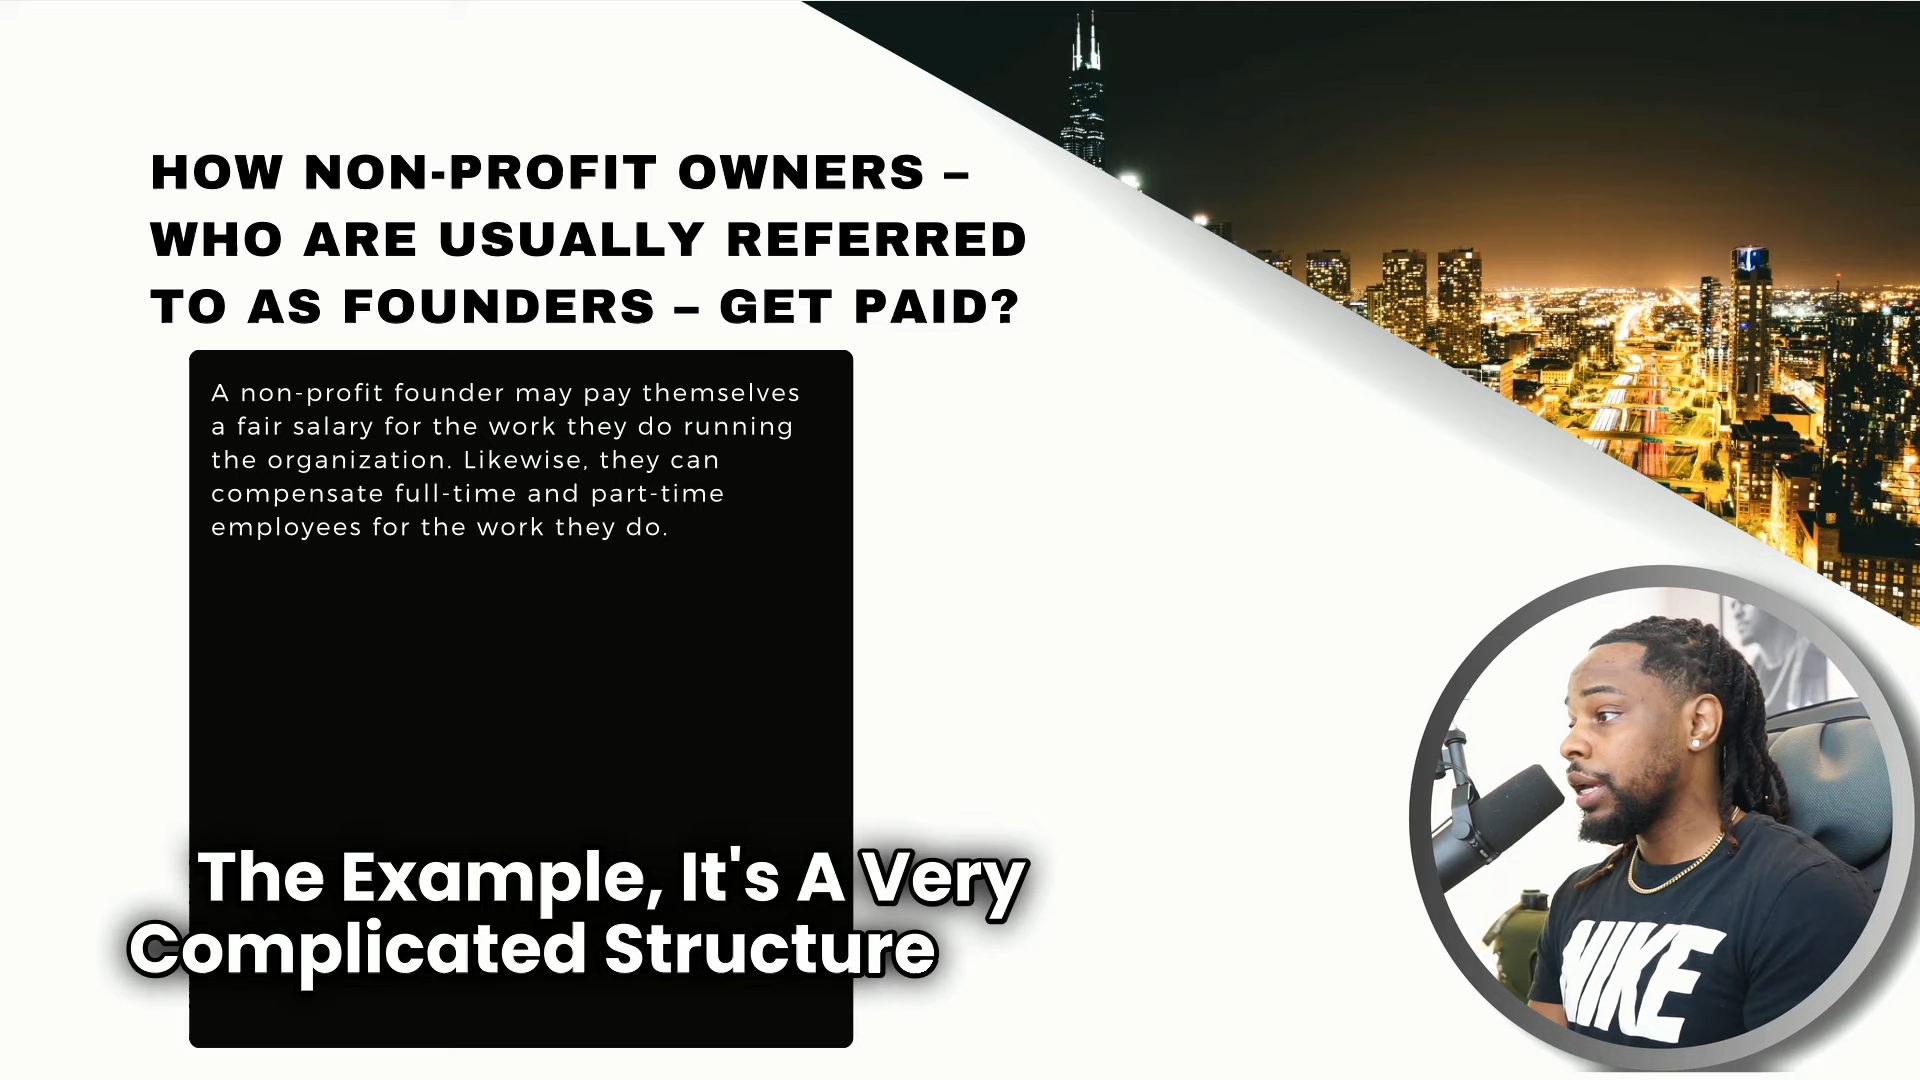 HOW NON-PROFIT OWNERS –
WHO ARE USUALLY REFERRED
TO AS FOUNDERS – GET PAID?
A non-profit founder may pay themselves
a fair salary for the work they do running
the organization. Likewise, they can
compensate full-time and part-time
employees for the work they do.
The Example, It's A Very
Complicated Structure
NIKE